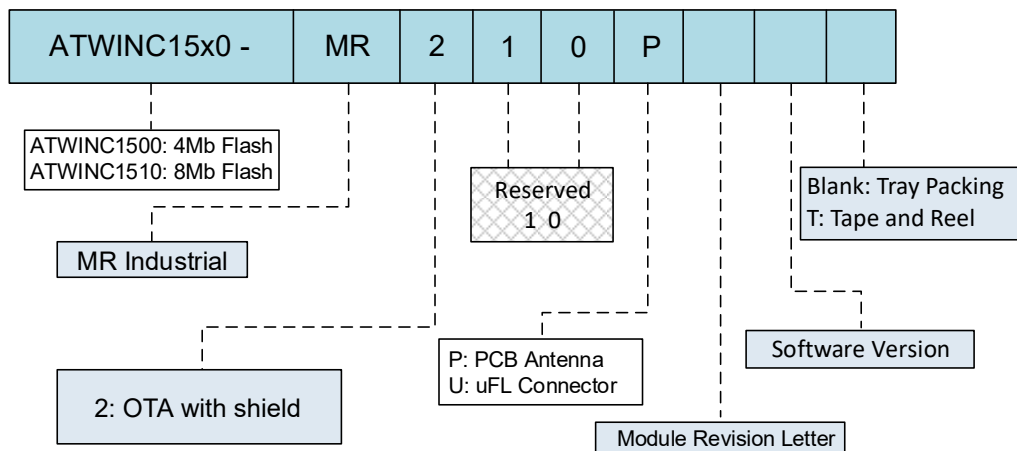 ATWINC15x0 - MR 2 1 0 P
ATWINC1500: 4Mb Flash
ATWINC1510: 8Mb Flash
Reserved
1 0
Blank: Tray Packing
T: Tape and Reel
MR Industrial
P: PCB Antenna
U: uFL Connector
Software Version
2: OTA with shield
Module Revision Letter